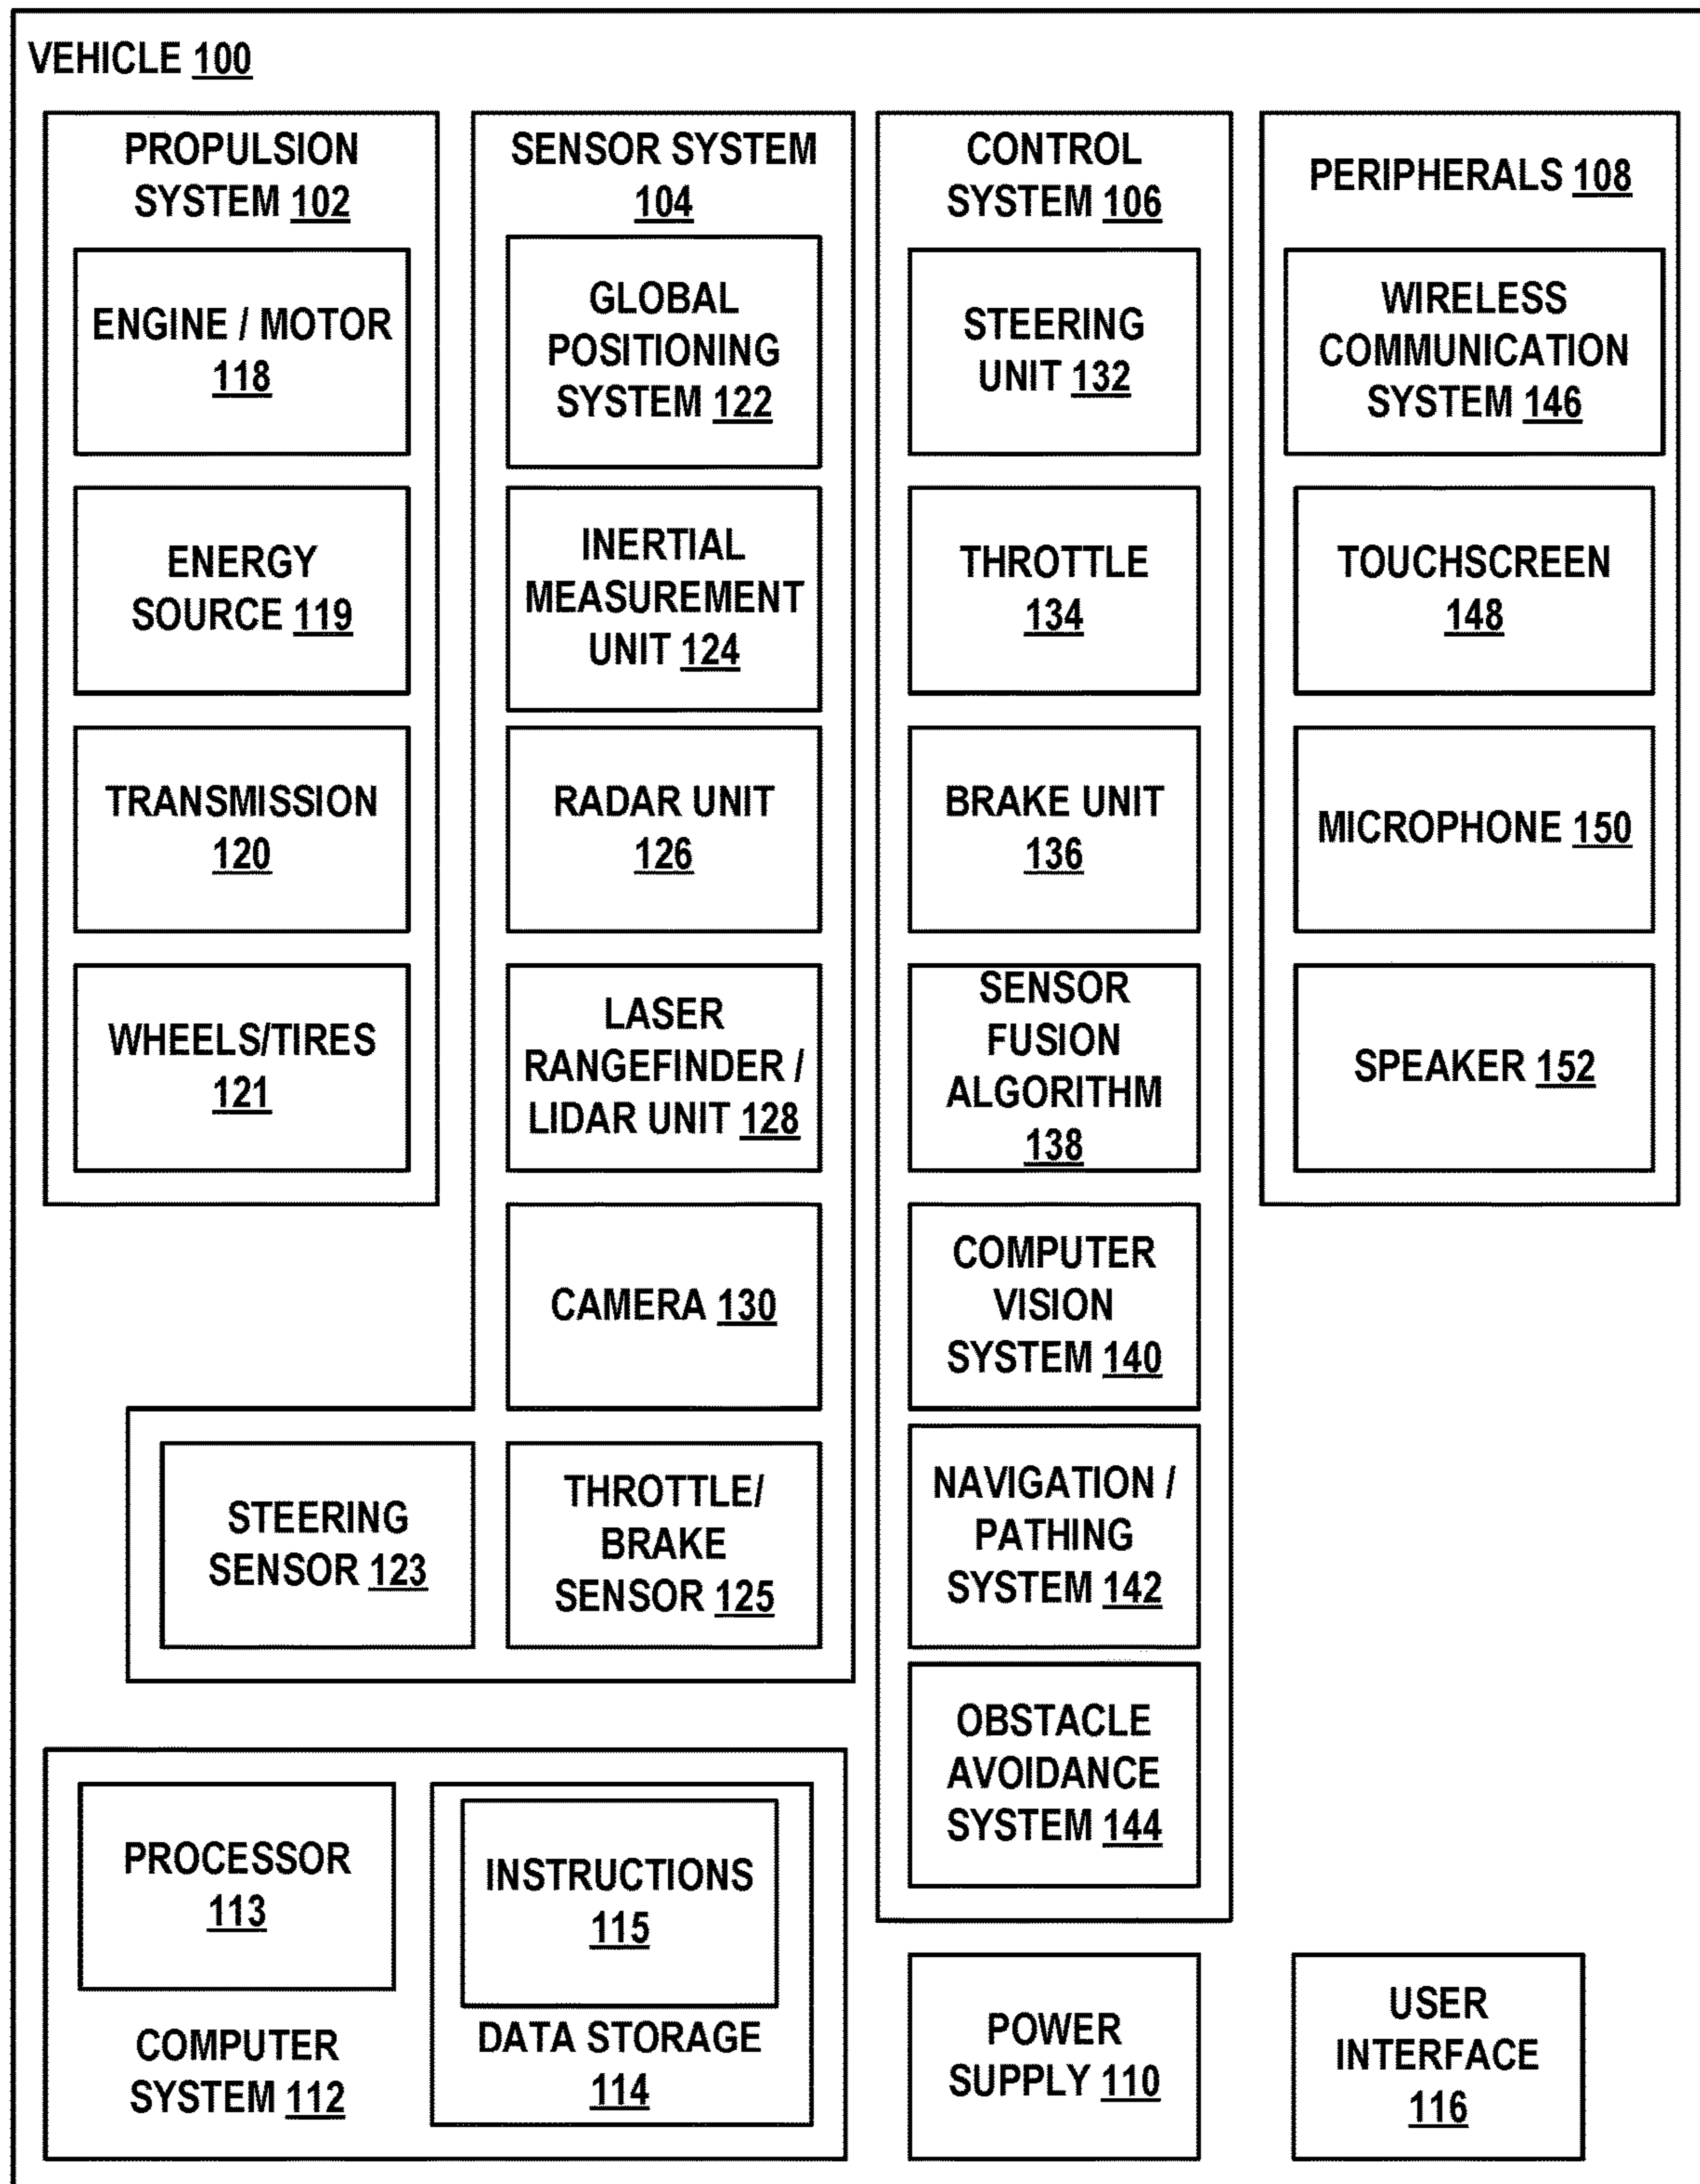 VEHICLE 100
PROPULSION
SYSTEM 102
ENGINE / MOTOR
118
ENERGY
SOURCE 119
TRANSMISSION
120
WHEELS/TIRES
121
SENSOR SYSTEM
104
GLOBAL
POSITIONING
SYSTEM 122
INERTIAL
MEASUREMENT
UNIT 124
RADAR UNIT
126
LASER
RANGEFINDER /
LIDAR UNIT 128
CAMERA 130
STEERING
SENSOR 123
THROTTLE/
BRAKE
SENSOR 125
CONTROL
SYSTEM 106
STEERING
UNIT 132
THROTTLE
134
BRAKE UNIT
136
SENSOR
FUSION
ALGORITHM
138
COMPUTER
VISION
SYSTEM 140
NAVIGATION /
PATHING
SYSTEM 142
OBSTACLE
AVOIDANCE
SYSTEM 144
PERIPHERALS 108
WIRELESS
COMMUNICATION
SYSTEM 146
TOUCHSCREEN
148
MICROPHONE 150
SPEAKER 152
PROCESSOR
113
COMPUTER
SYSTEM 112
INSTRUCTIONS
115
DATA STORAGE
114
POWER
SUPPLY 110
USER
INTERFACE
116